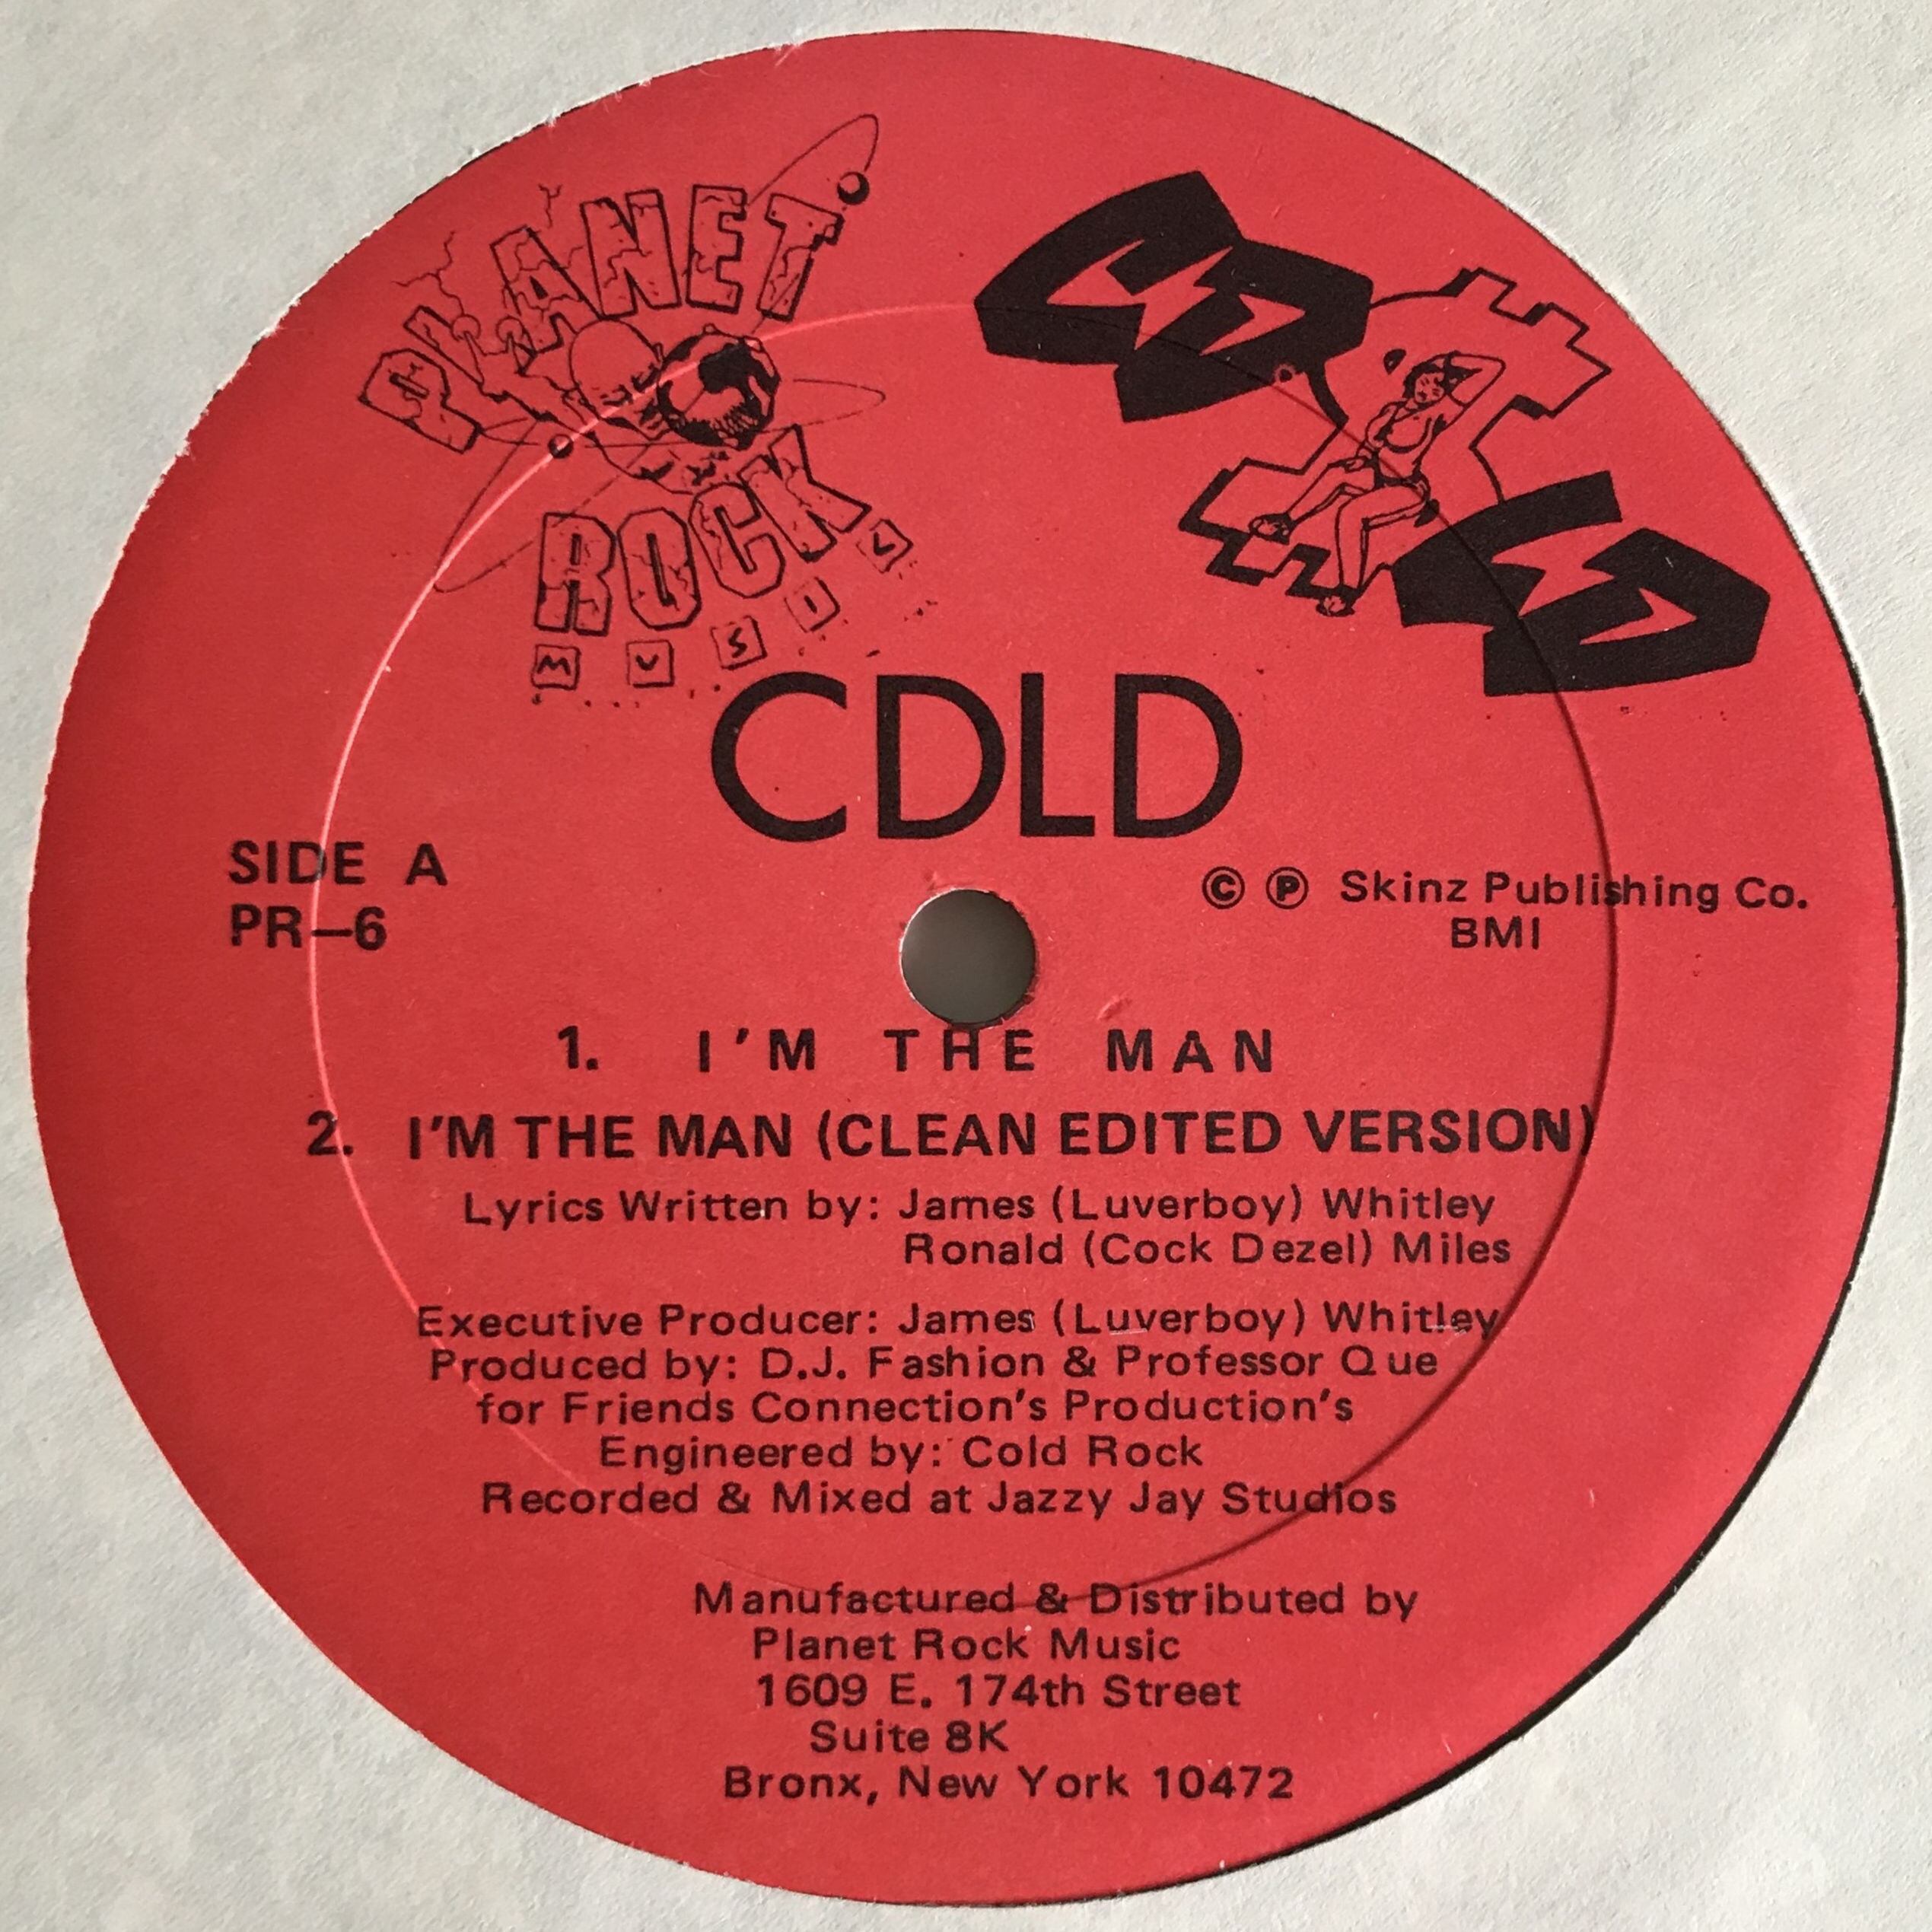 PLANET
ROCK
MUSIC
CD
LD
CDLD
SIDE A
PR–6
© ℗ Skinz Publishing Co.
BMI
1. I'M THE MAN
2. I'M THE MAN (CLEAN EDITED VERSION)
Lyrics Written by: James (Luverboy) Whitley
Ronald (Cock Dezel) Miles
Executive Producer: James (Luverboy) Whitley
Produced by: D.J. Fashion & Professor Que
for Friends Connection's Production's
Engineered by: Cold Rock
Recorded & Mixed at Jazzy Jay Studios
Manufactured & Distributed by
Planet Rock Music
1609 E. 174th Street
Suite 8K
Bronx, New York 10472